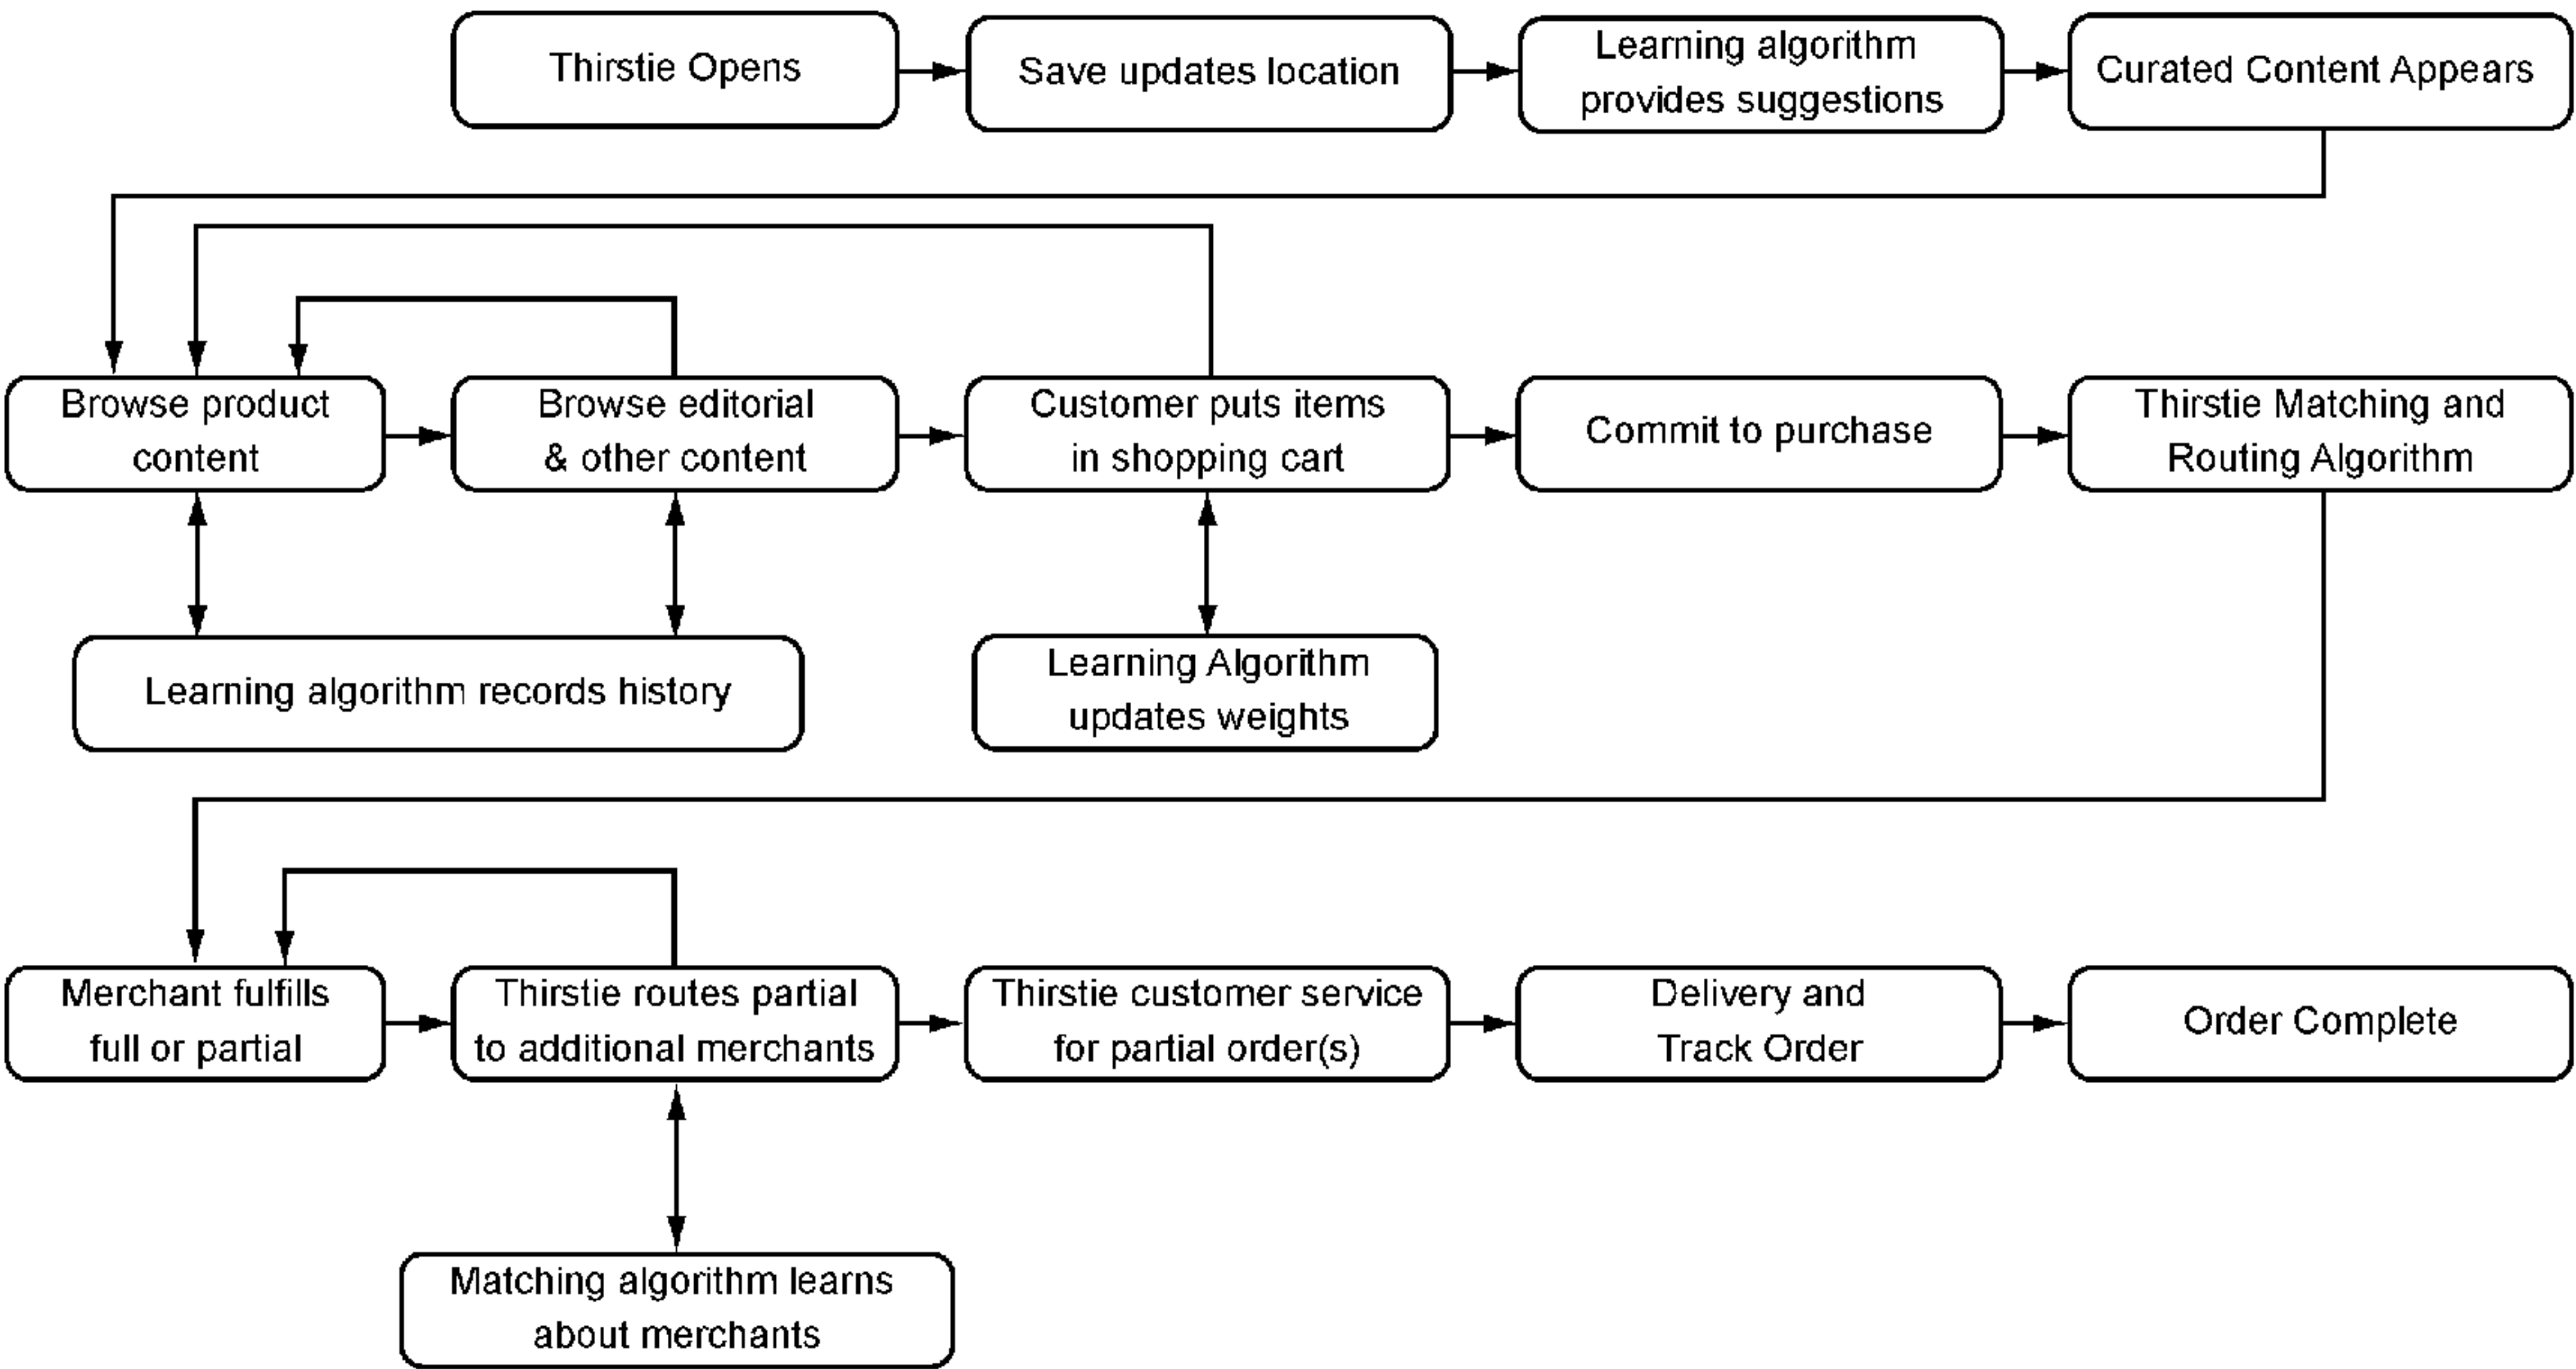 Thirstie Opens
Save updates location
Learning algorithm
provides suggestions
Curated Content Appears
Browse product
content
Browse editorial
& other content
Customer puts items
in shopping cart
Commit to purchase
Thirstie Matching and
Routing Algorithm
Learning algorithm records history
Learning Algorithm
updates weights
Merchant fulfills
full or partial
Thirstie routes partial
to additional merchants
Thirstie customer service
for partial order(s)
Delivery and
Track Order
Order Complete
Matching algorithm learns
about merchants